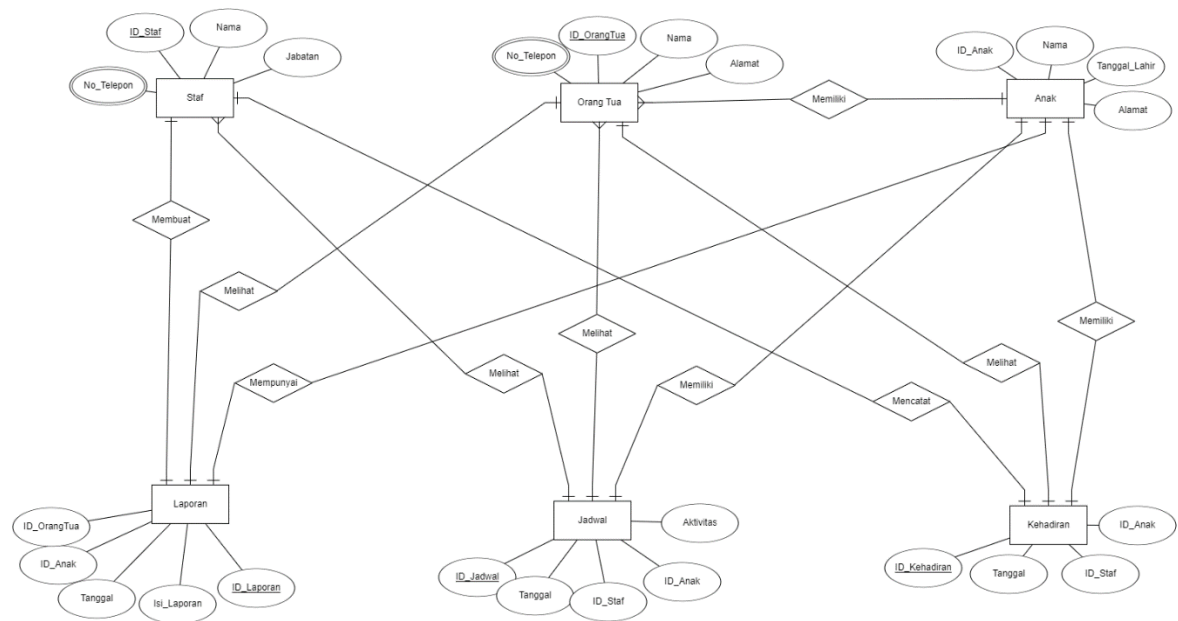 ID_Staf
Nama
Jabatan
No_Telepon
Staf
ID_OrangTua
No_Telepon
Nama
Alamat
Orang Tua
Memiliki
ID_Anak
Nama
Tanggal_Lahir
Alamat
Anak
Membuat
Melihat
Mempunyai
Melihat
Melihat
Memiliki
Mencatat
Melihat
Memiliki
Laporan
ID_OrangTua
ID_Anak
Tanggal
Isi_Laporan
ID_Laporan
Jadwal
Aktivitas
ID_Jadwal
Tanggal
ID_Staf
ID_Anak
Kehadiran
ID_Anak
ID_Kehadiran
Tanggal
ID_Staf